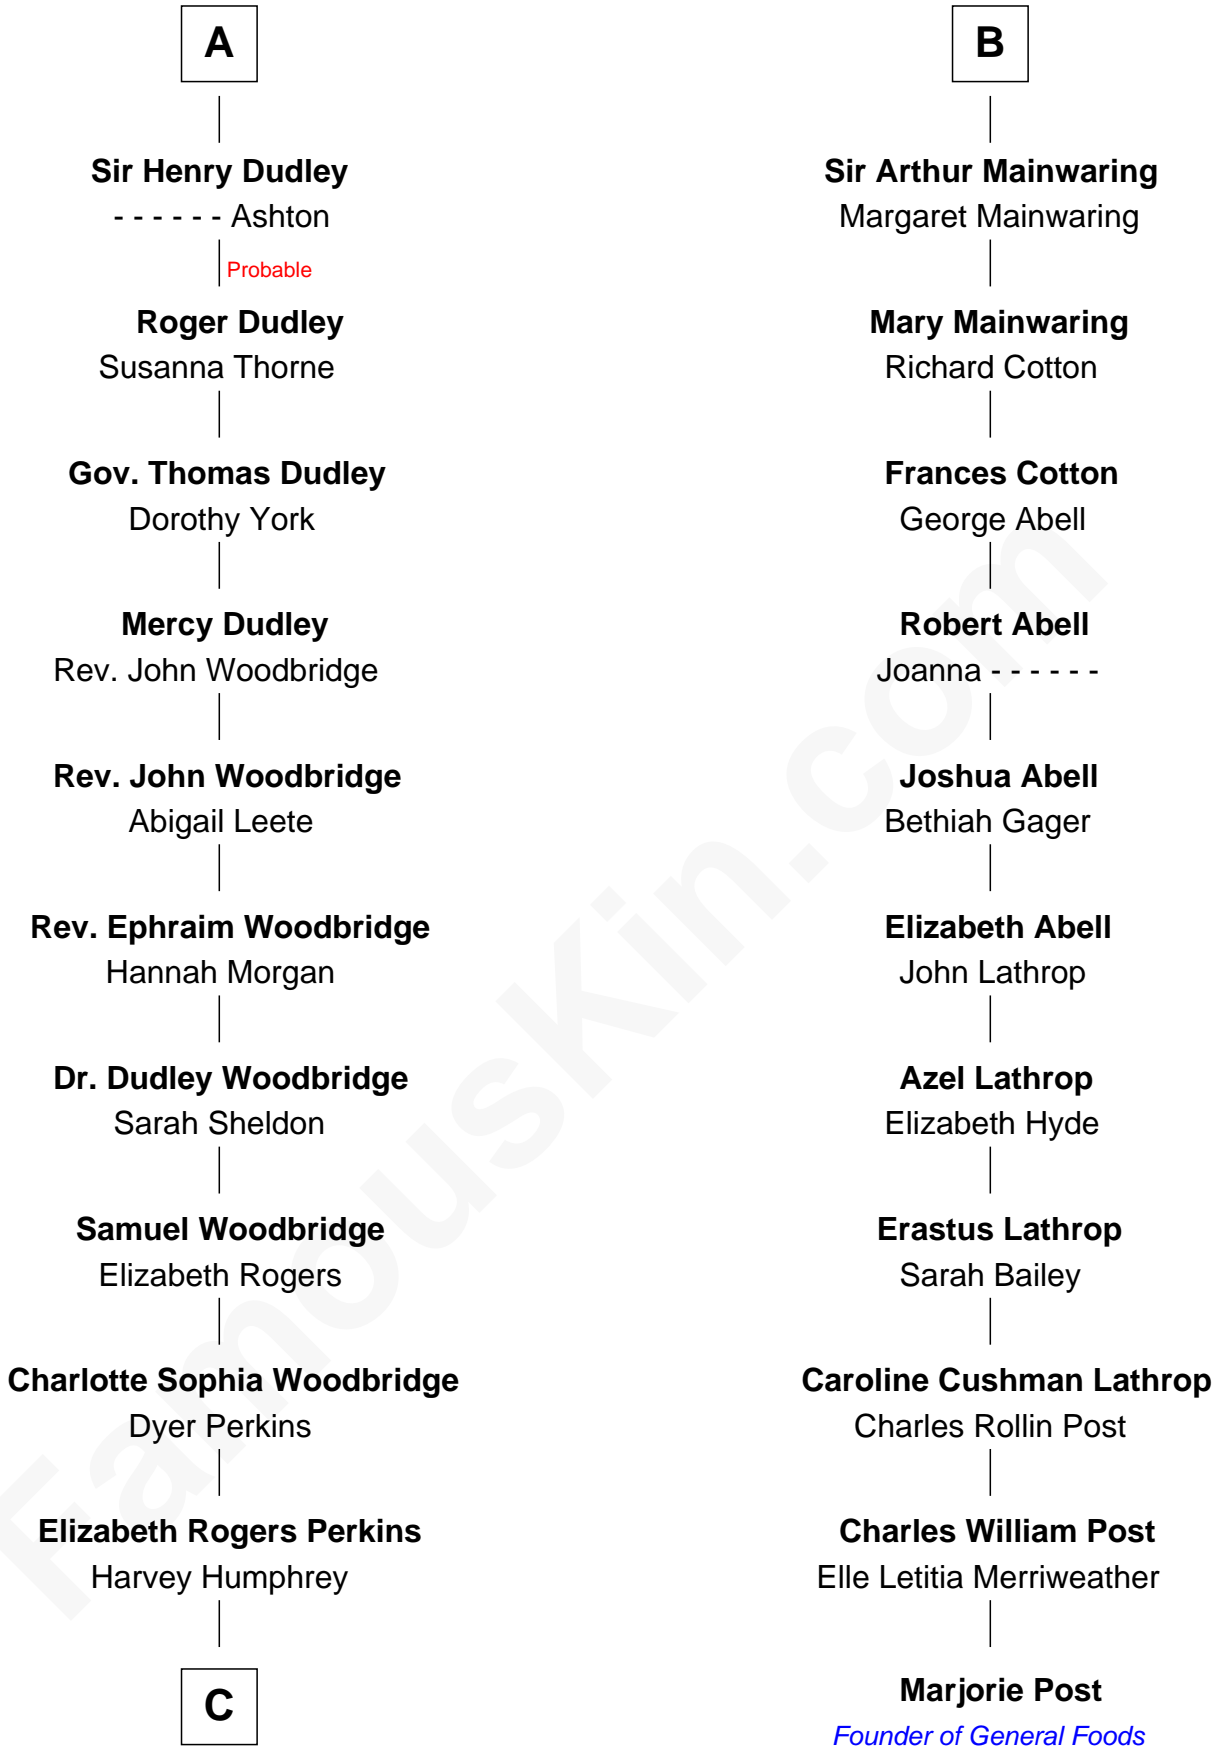 A
Sir Henry Dudley
- - - - - - Ashton
Probable
Roger Dudley
Susanna Thorne
Gov. Thomas Dudley
Dorothy York
Mercy Dudley
Rev. John Woodbridge
Rev. John Woodbridge
Abigail Leete
Rev. Ephraim Woodbridge
Hannah Morgan
Dr. Dudley Woodbridge
Sarah Sheldon
Samuel Woodbridge
Elizabeth Rogers
Charlotte Sophia Woodbridge
Dyer Perkins
Elizabeth Rogers Perkins
Harvey Humphrey
C
B
Sir Arthur Mainwaring
Margaret Mainwaring
Mary Mainwaring
Richard Cotton
Frances Cotton
George Abell
Robert Abell
Joanna - - - - - -
Joshua Abell
Bethiah Gager
Elizabeth Abell
John Lathrop
Azel Lathrop
Elizabeth Hyde
Erastus Lathrop
Sarah Bailey
Caroline Cushman Lathrop
Charles Rollin Post
Charles William Post
Elle Letitia Merriweather
Marjorie Post
Founder of General Foods
FamousKin.com